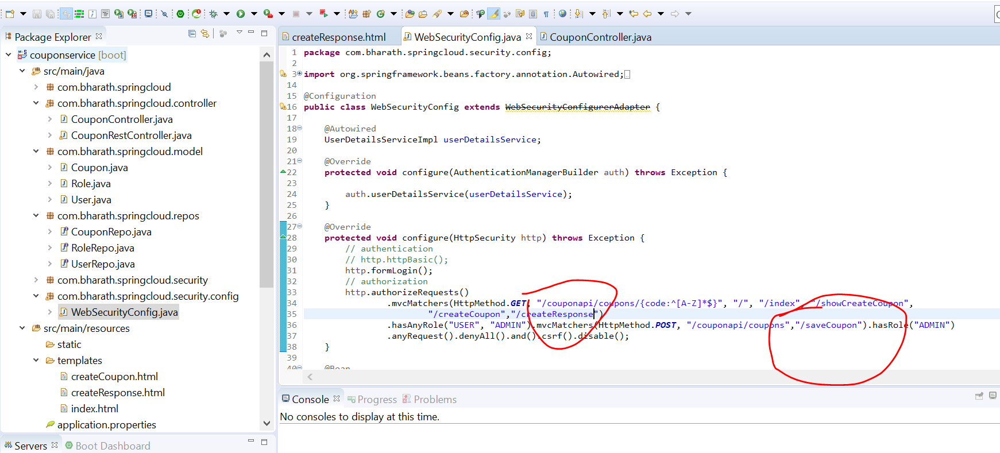 Package Explorer
couponservice [boot]
src/main/java
com.bharath.springcloud
com.bharath.springcloud.controller
CouponController.java
CouponRestController.java
com.bharath.springcloud.model
Coupon.java
Role.java
User.java
com.bharath.springcloud.repos
CouponRepo.java
RoleRepo.java
UserRepo.java
com.bharath.springcloud.security
com.bharath.springcloud.security.config
WebSecurityConfig.java
src/main/resources
static
templates
createCoupon.html
createResponse.html
index.html
application.properties
Servers Boot Dashboard
createResponse.html WebSecurityConfig.java CouponController.java
1 package com.bharath.springcloud.security.config;
2
3 import org.springframework.beans.factory.annotation.Autowired;
14
15 @Configuration
16 public class WebSecurityConfig extends WebSecurityConfigurerAdapter {
17
18 @Autowired
19 UserDetailsServiceImpl userDetailsService;
20
21 @Override
22 protected void configure(AuthenticationManagerBuilder auth) throws Exception {
23
24 auth.userDetailsService(userDetailsService);
25 }
26
27 @Override
28 protected void configure(HttpSecurity http) throws Exception {
29 // authentication
30 // http.httpBasic();
31 http.formLogin();
32 // authorization
33 http.authorizeRequests()
34 .mvcMatchers(HttpMethod.GET, "/couponapi/coupons/{code:^[A-Z]*$}", "/", "/index", "/showCreateCoupon",
35 "/createCoupon","/createResponse")
36 .hasAnyRole("USER", "ADMIN").mvcMatchers(HttpMethod.POST, "/couponapi/coupons","/saveCoupon").hasRole("ADMIN")
37 .anyRequest().denyAll().and().csrf().disable();
38 }
39
40 @Bean
Console Progress Problems
No consoles to display at this time.